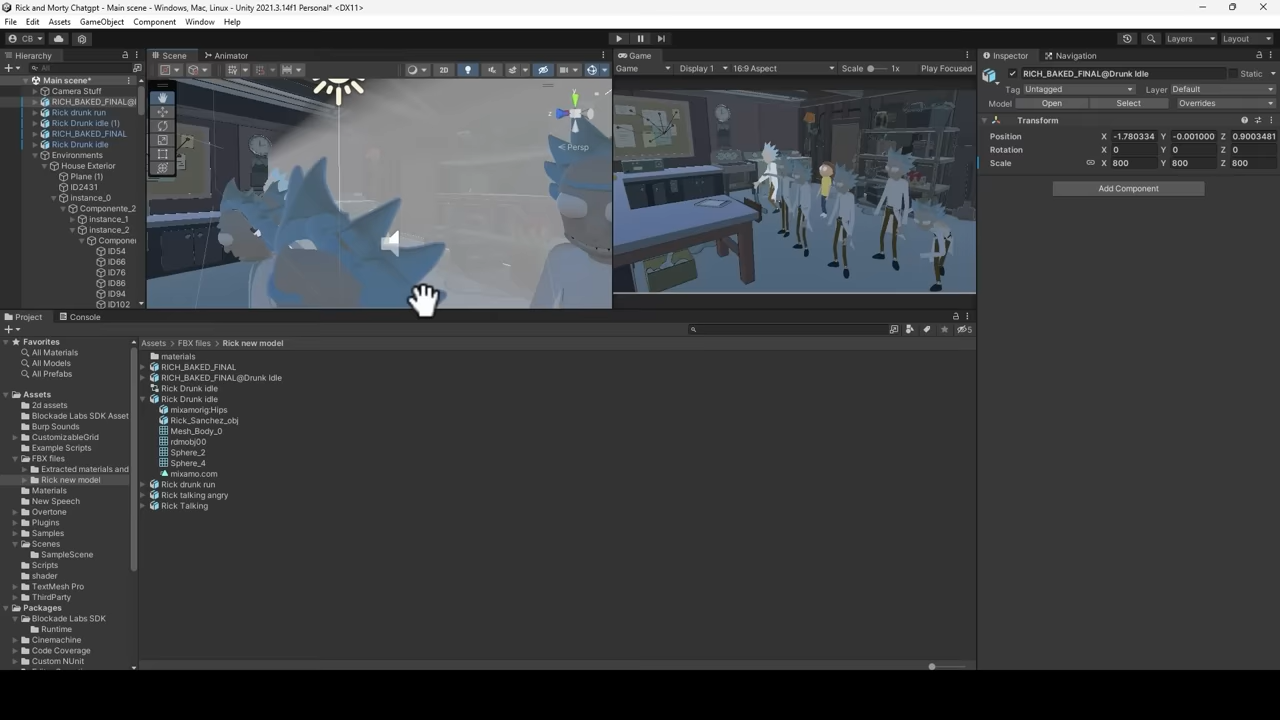 Rick and Morty Chatgpt - Main scene - Windows, Mac, Linux - Unity 2021.3.14f1 Personal* <DX11>
File Edit Assets GameObject Component Window Help
CB Layers Layout
Hierarchy
All
Main scene*
Camera Stuff
RICH_BAKED_FINAL@
Rick drunk run
Rick Drunk idle (1)
RICH_BAKED_FINAL
Rick Drunk idle
Environments
House Exterior
Plane (1)
ID2431
instance_0
Componente_2
instance_1
instance_2
Componer
ID54
ID66
ID76
ID86
ID94
ID102
Scene Animator
2D
Persp
Game
Game Display 1 16:9 Aspect Scale 1x Play Focused
Inspector Navigation
RICH_BAKED_FINAL@Drunk Idle Static
Tag Untagged Layer Default
Model Open Select Overrides
Transform
Position X -1.780334 Y -0.001000 Z 0.9003481
Rotation X 0 Y 0 Z 0
Scale X 800 Y 800 Z 800
Add Component
Project Console
5
Favorites
All Materials
All Models
All Prefabs
Assets
2d assets
Blockade Labs SDK Asset
Burp Sounds
CustomizableGrid
Example Scripts
FBX files
Extracted materials and
Rick new model
Materials
New Speech
Overtone
Plugins
Samples
Scenes
SampleScene
Scripts
shader
TextMesh Pro
ThirdParty
Packages
Blockade Labs SDK
Runtime
Cinemachine
Code Coverage
Custom NUnit
Assets > FBX files > Rick new model
materials
RICH_BAKED_FINAL
RICH_BAKED_FINAL@Drunk Idle
Rick Drunk idle
Rick Drunk idle
mixamorig:Hips
Rick_Sanchez_obj
Mesh_Body_0
rdmobj00
Sphere_2
Sphere_4
mixamo.com
Rick drunk run
Rick talking angry
Rick Talking